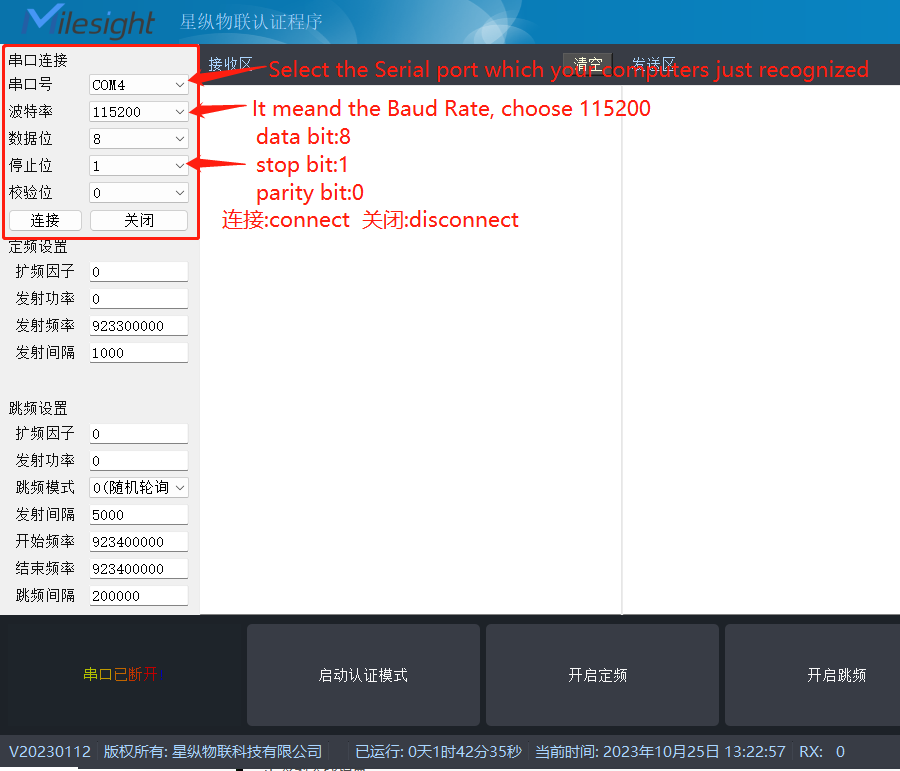 Milesight 星纵物联认证程序
串口连接
接收区 清空 发送区
Select the Serial port which your computers just recognized
串口号 COM4
波特率 115200
It meand the Baud Rate, choose 115200
数据位 8
data bit:8
停止位 1
stop bit:1
校验位 0
parity bit:0
连接 关闭
连接:connect 关闭:disconnect
定频设置
扩频因子 0
发射功率 0
发射频率 923300000
发射间隔 1000
跳频设置
扩频因子 0
发射功率 0
跳频模式 0(随机轮询
发射间隔 5000
开始频率 923400000
结束频率 923400000
跳频间隔 200000
串口已断开 启动认证模式 开启定频 开启跳频
V20230112 版权所有: 星纵物联科技有限公司 已运行: 0天1时42分35秒 当前时间: 2023年10月25日 13:22:57 RX: 0